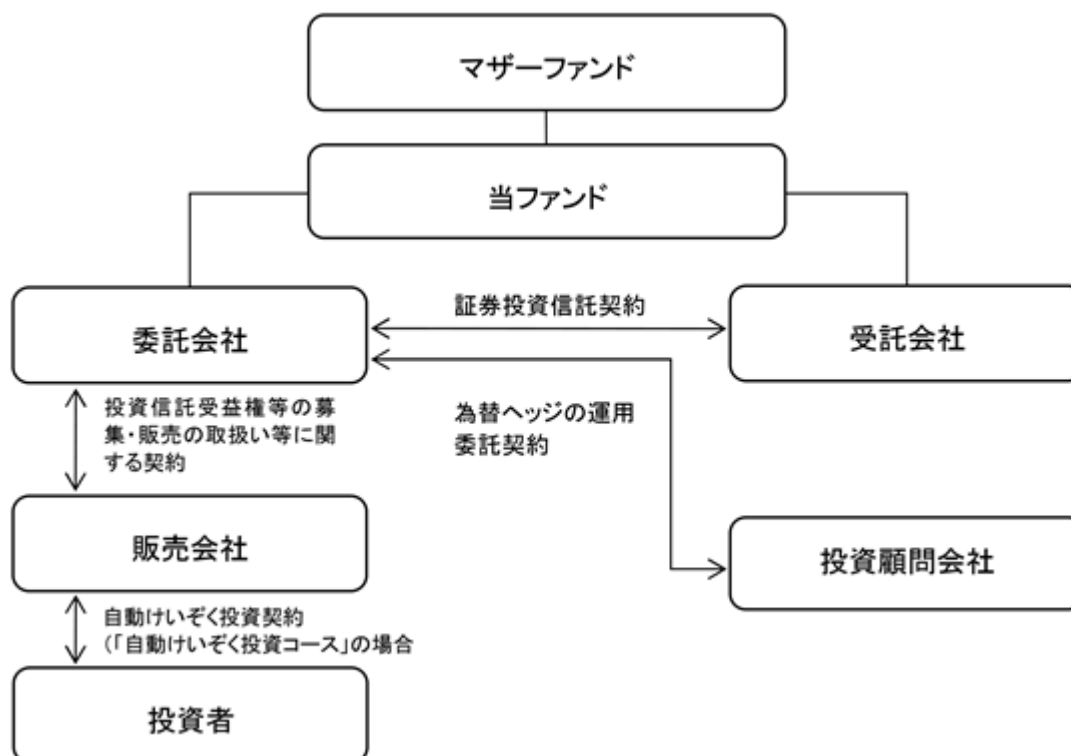 マザーファンド
当ファンド
証券投資信託契約
委託会社
受託会社
投資信託受益権等の募
集・販売の取扱い等に関
する契約
為替ヘッジの運用
委託契約
販売会社
投資顧問会社
自動けいぞく投資契約
(「自動けいぞく投資コース」の場合
投資者